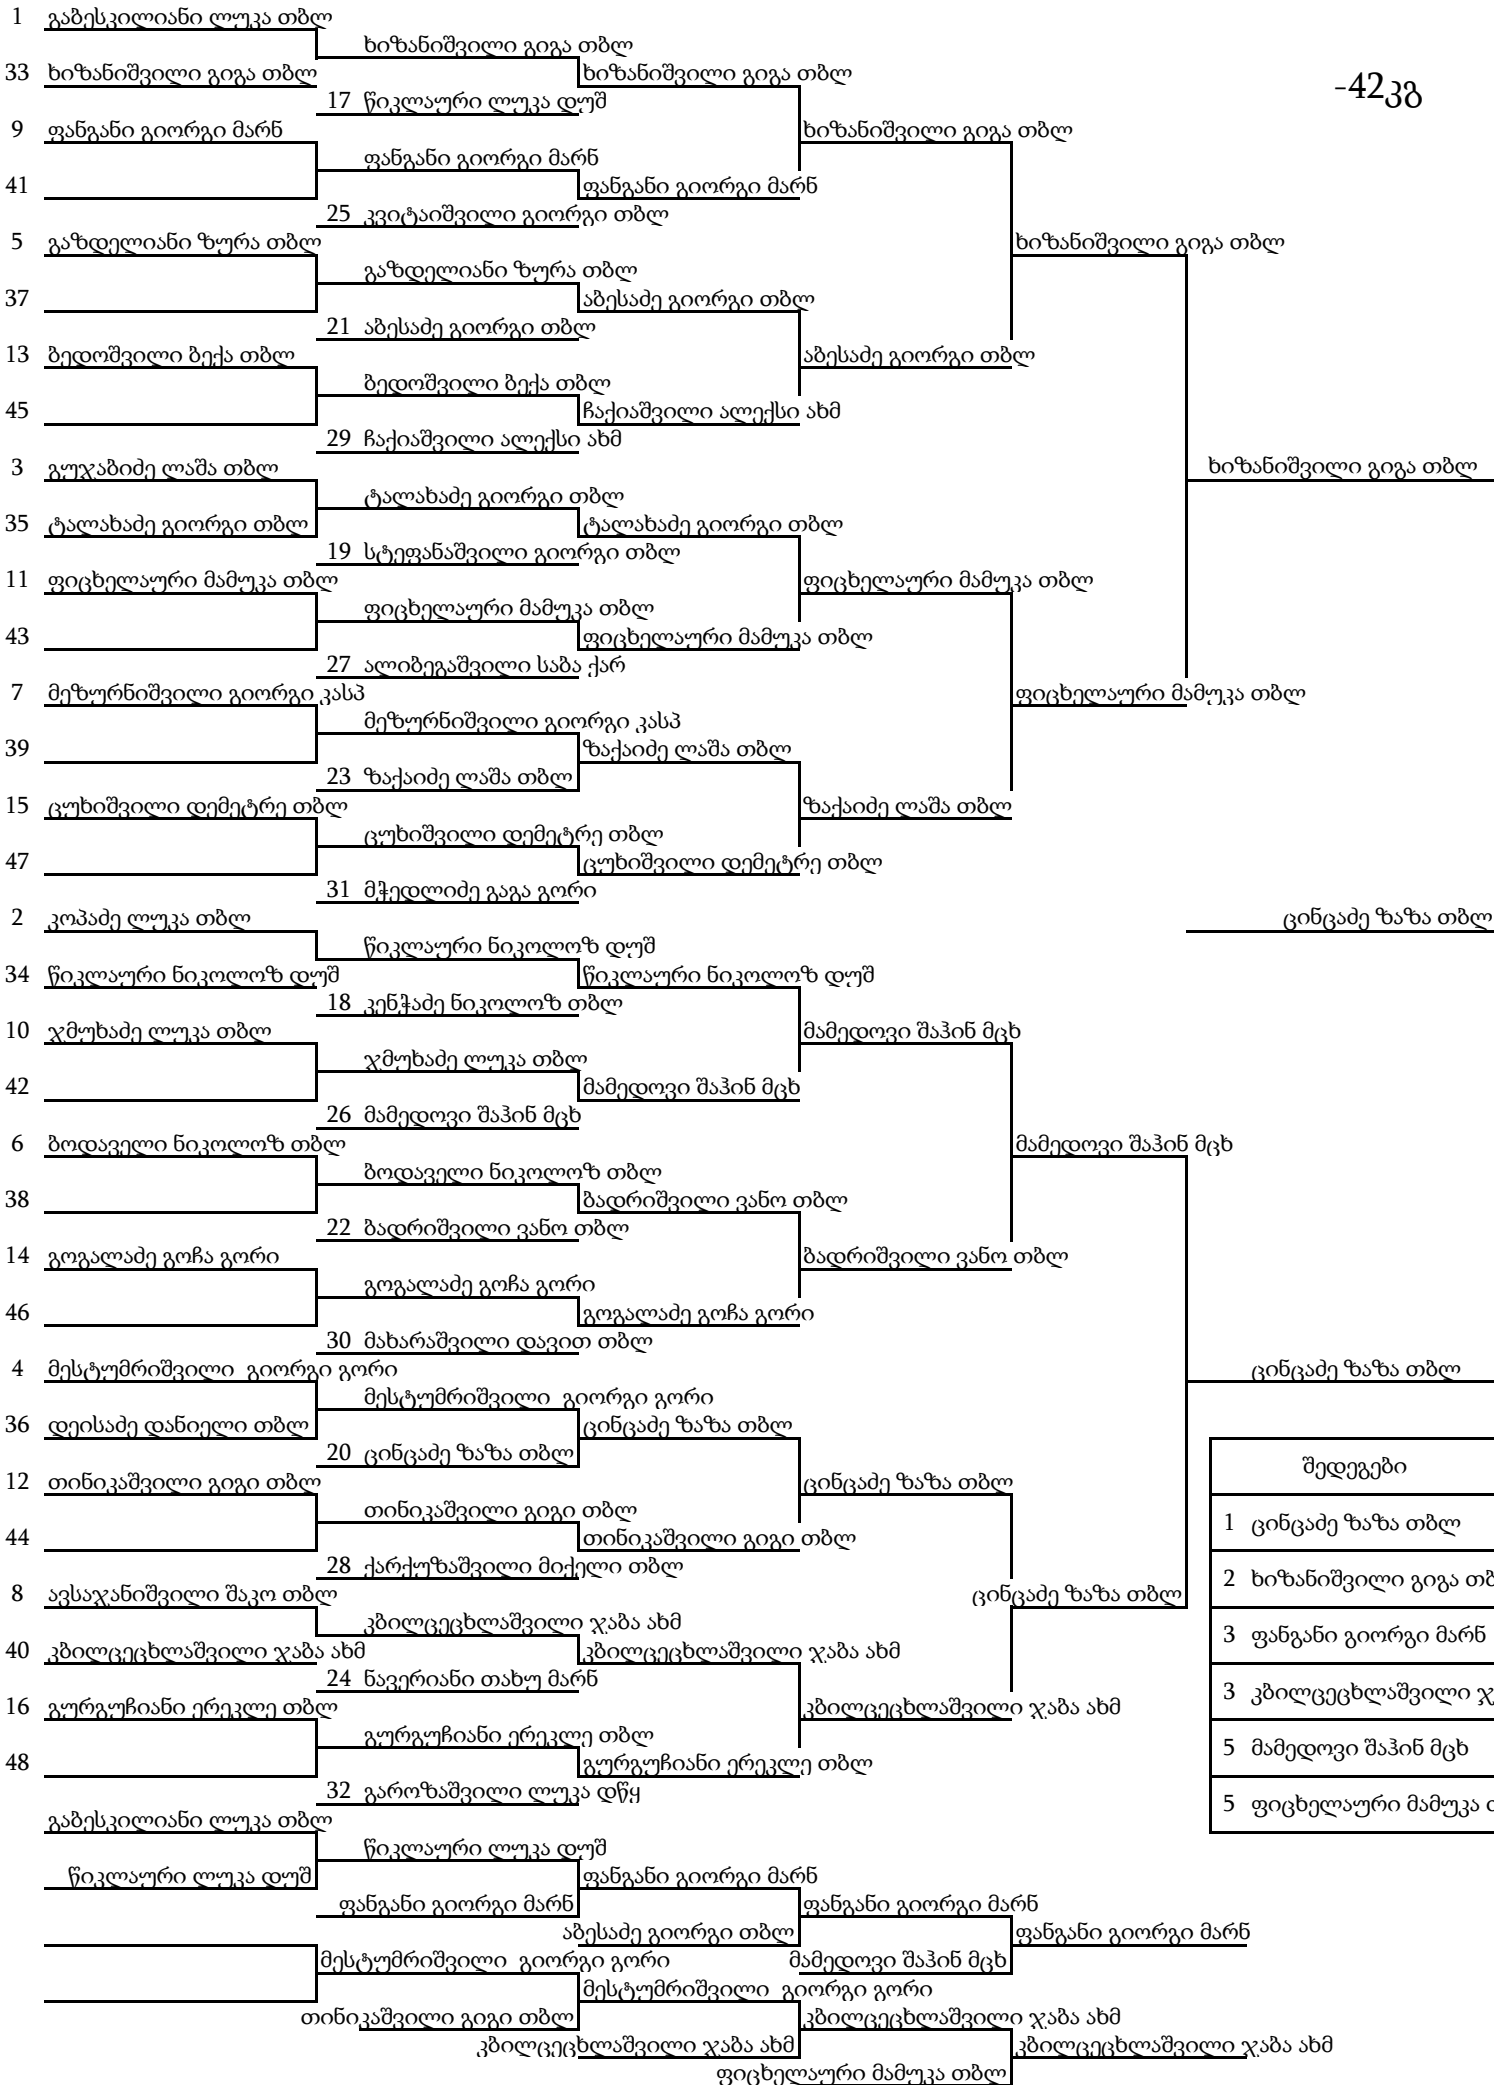 1 გაბესკილიანი ლუკა თბლ
ხიზანიშვილი გიგა თბლ
33 ხიზანიშვილი გიგა თბლ
ხიზანიშვილი გიგა თბლ
-42კგ
17 წიკლაური ლუკა დუშ
9 ფანგანი გიორგი მარნ
ხიზანიშვილი გიგა თბლ
ფანგანი გიორგი მარნ
41
ფანგანი გიორგი მარნ
25 კვიტაიშვილი გიორგი თბლ
5 გაზდელიანი ზურა თბლ
ხიზანიშვილი გიგა თბლ
გაზდელიანი ზურა თბლ
37
აბესაძე გიორგი თბლ
21 აბესაძე გიორგი თბლ
13 ბედოშვილი ბექა თბლ
აბესაძე გიორგი თბლ
ბედოშვილი ბექა თბლ
45
ჩაქიაშვილი ალექსი ახმ
29 ჩაქიაშვილი ალექსი ახმ
3 გუჯაბიძე ლაშა თბლ
ხიზანიშვილი გიგა თბლ
ტალახაძე გიორგი თბლ
35 ტალახაძე გიორგი თბლ
ტალახაძე გიორგი თბლ
19 სტეფანაშვილი გიორგი თბლ
11 ფიცხელაური მამუკა თბლ
ფიცხელაური მამუკა თბლ
ფიცხელაური მამუკა თბლ
43
ფიცხელაური მამუკა თბლ
27 ალიბეგაშვილი საბა ქარ
7 მეზურნიშვილი გიორგი კასპ
ფიცხელაური მამუკა თბლ
მეზურნიშვილი გიორგი კასპ
39
ზაქაიძე ლაშა თბლ
23 ზაქაიძე ლაშა თბლ
15 ცუხიშვილი დემეტრე თბლ
ზაქაიძე ლაშა თბლ
ცუხიშვილი დემეტრე თბლ
47
ცუხიშვილი დემეტრე თბლ
31 მჭედლიძე გაგა გორი
2 კოპაძე ლუკა თბლ
ცინცაძე ზაზა თბლ
წიკლაური ნიკოლოზ დუშ
34 წიკლაური ნიკოლოზ დუშ
წიკლაური ნიკოლოზ დუშ
18 კენჭაძე ნიკოლოზ თბლ
10 ჯმუხაძე ლუკა თბლ
მამედოვი შაჰინ მცხ
ჯმუხაძე ლუკა თბლ
42
მამედოვი შაჰინ მცხ
26 მამედოვი შაჰინ მცხ
6 ბოდაველი ნიკოლოზ თბლ
მამედოვი შაჰინ მცხ
ბოდაველი ნიკოლოზ თბლ
38
ბადრიშვილი ვანო თბლ
22 ბადრიშვილი ვანო თბლ
14 გოგალაძე გოჩა გორი
ბადრიშვილი ვანო თბლ
გოგალაძე გოჩა გორი
46
გოგალაძე გოჩა გორი
30 მახარაშვილი დავით თბლ
4 მესტუმრიშვილი გიორგი გორი
ცინცაძე ზაზა თბლ
მესტუმრიშვილი გიორგი გორი
36 დეისაძე დანიელი თბლ
ცინცაძე ზაზა თბლ
20 ცინცაძე ზაზა თბლ
შედეგები
12 თინიკაშვილი გიგი თბლ
ცინცაძე ზაზა თბლ
თინიკაშვილი გიგი თბლ
1 ცინცაძე ზაზა თბლ
44
თინიკაშვილი გიგი თბლ
28 ქარქუზაშვილი მიქელი თბლ
2 ხიზანიშვილი გიგა
8 ავსაჯანიშვილი შაკო თბლ
ცინცაძე ზაზა თბლ
კბილცეცხლაშვილი ჯაბა ახმ
3 ფანგანი გიორგი მარნ
40 კბილცეცხლაშვილი ჯაბა ახმ
კბილცეცხლაშვილი ჯაბა ახმ
24 ნავერიანი თახუ მარნ
3 კბილცეცხლაშვილი
16 გურგუჩიანი ერეკლე თბლ
კბილცეცხლაშვილი ჯაბა ახმ
გურგუჩიანი ერეკლე თბლ
5 მამედოვი შაჰინ მცხ
48
გურგუჩიანი ერეკლე თბლ
32 გაროზაშვილი ლუკა დწყ
5 ფიცხელაური მამუკა
გაბესკილიანი ლუკა თბლ
წიკლაური ლუკა დუშ
წიკლაური ლუკა დუშ
ფანგანი გიორგი მარნ
ფანგანი გიორგი მარნ
ფანგანი გიორგი მარნ
აბესაძე გიორგი თბლ
ფანგანი გიორგი მარნ
მესტუმრიშვილი გიორგი გორი
მამედოვი შაჰინ მცხ
მესტუმრიშვილი გიორგი გორი
თინიკაშვილი გიგი თბლ
კბილცეცხლაშვილი ჯაბა ახმ
კბილცეცხლაშვილი ჯაბა ახმ
კბილცეცხლაშვილი ჯაბა ახმ
ფიცხელაური მამუკა თბლ